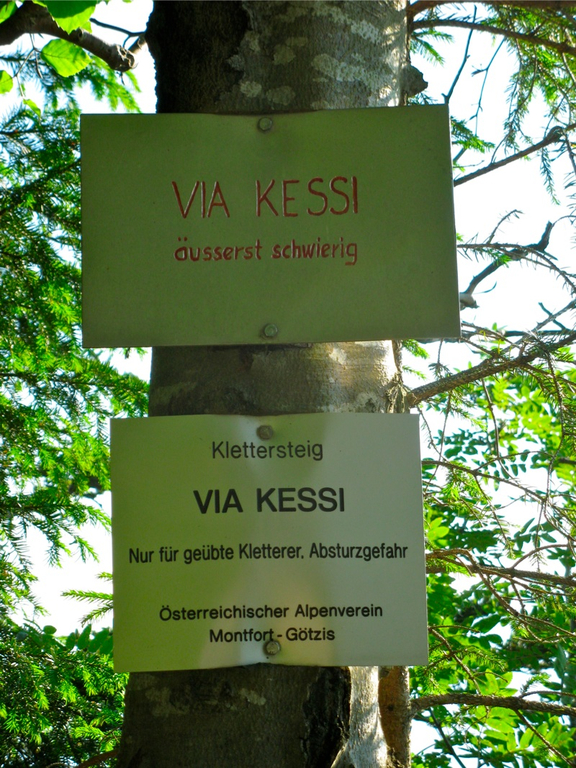 VIA KESSI
äusserst schwierig
Klettersteig
VIA KESSI
Nur für geübte Kletterer. Absturzgefahr
Österreichischer Alpenverein
Montfort - Götzis